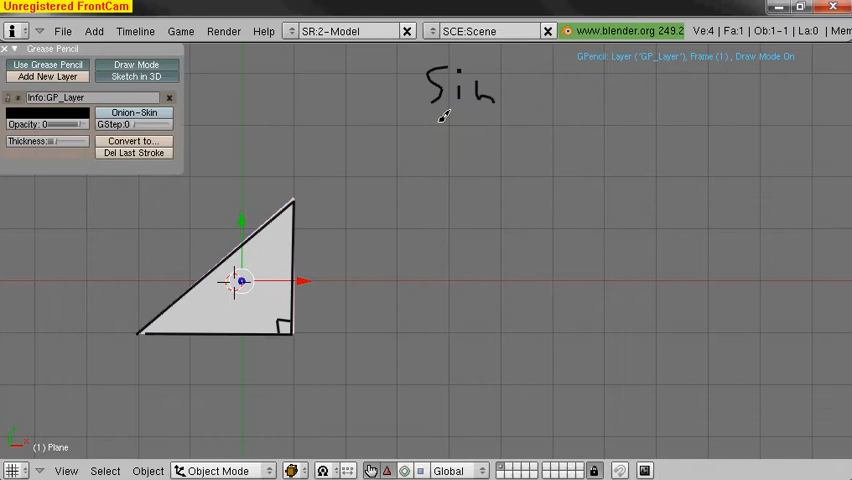 Unregistered FrontCam
File Add Timeline Game Render Help SR:2-Model SCE:Scene www.blender.org 249.2 Ve:4 | Fa:1 | Ob:1-1 | La:0 | Mem
Grease Pencil
GPencil: Layer ("GP_Layer"), Frame (1) , Draw Mode On
Use Grease Pencil Draw Mode
Add New Layer Sketch in 3D
Info:GP_Layer
Onion-Skin
Opacity: 0 GStep:0
Thickness: Convert to...
Del Last Stroke
Sin
(1) Plane
View Select Object Object Mode Global